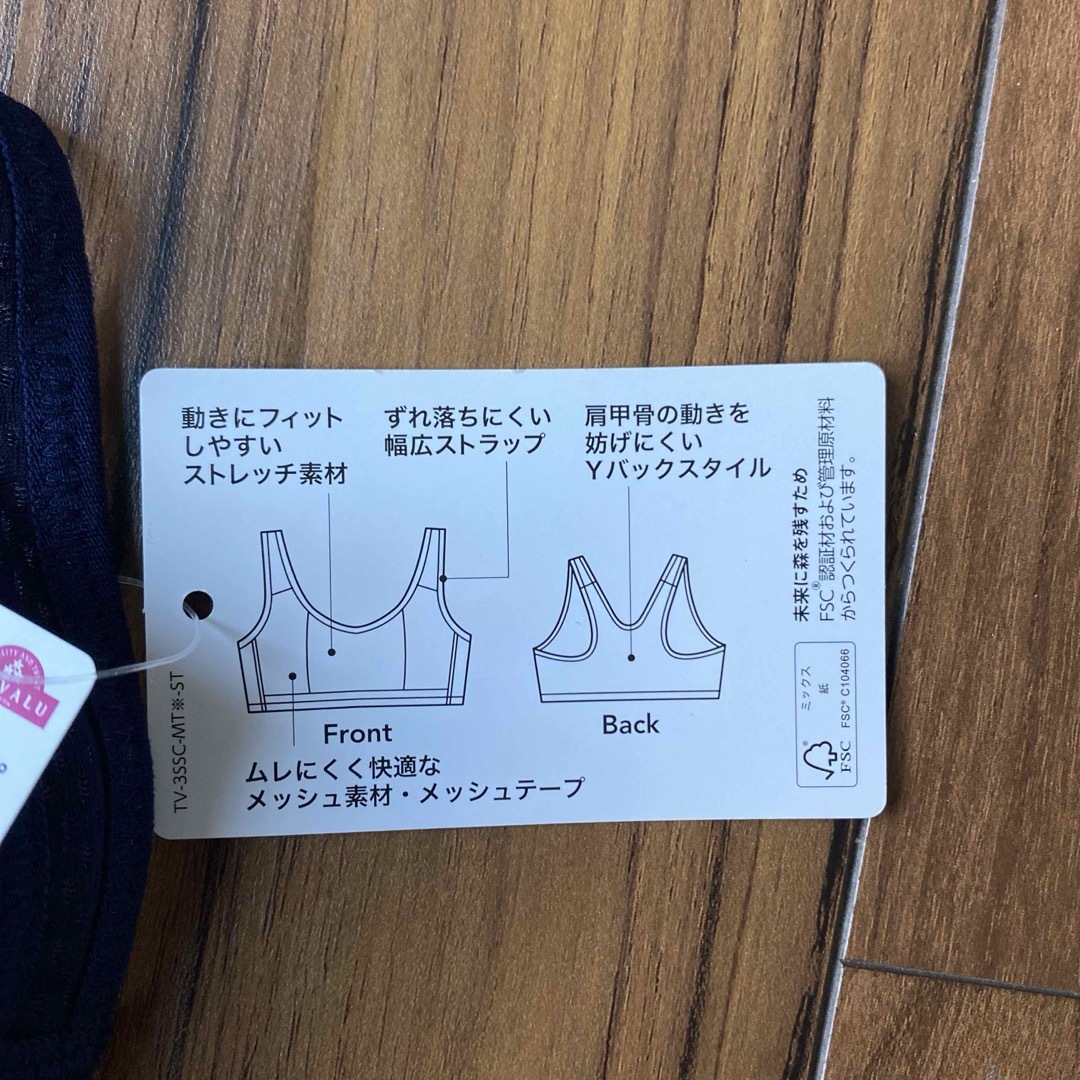 動きにフィット
しやすい
ストレッチ素材
ずれ落ちにくい
幅広ストラップ
肩甲骨の動きを
妨げにくい
Yバックスタイル
Front
Back
ムレにくく快適な
メッシュ素材・メッシュテープ
TV-3SSC-MT※-ST
未来に森を残すため
FSC®認証材および管理原材料
からつくられています。
ミックス
紙
FSC® C104066
FSC
VALU